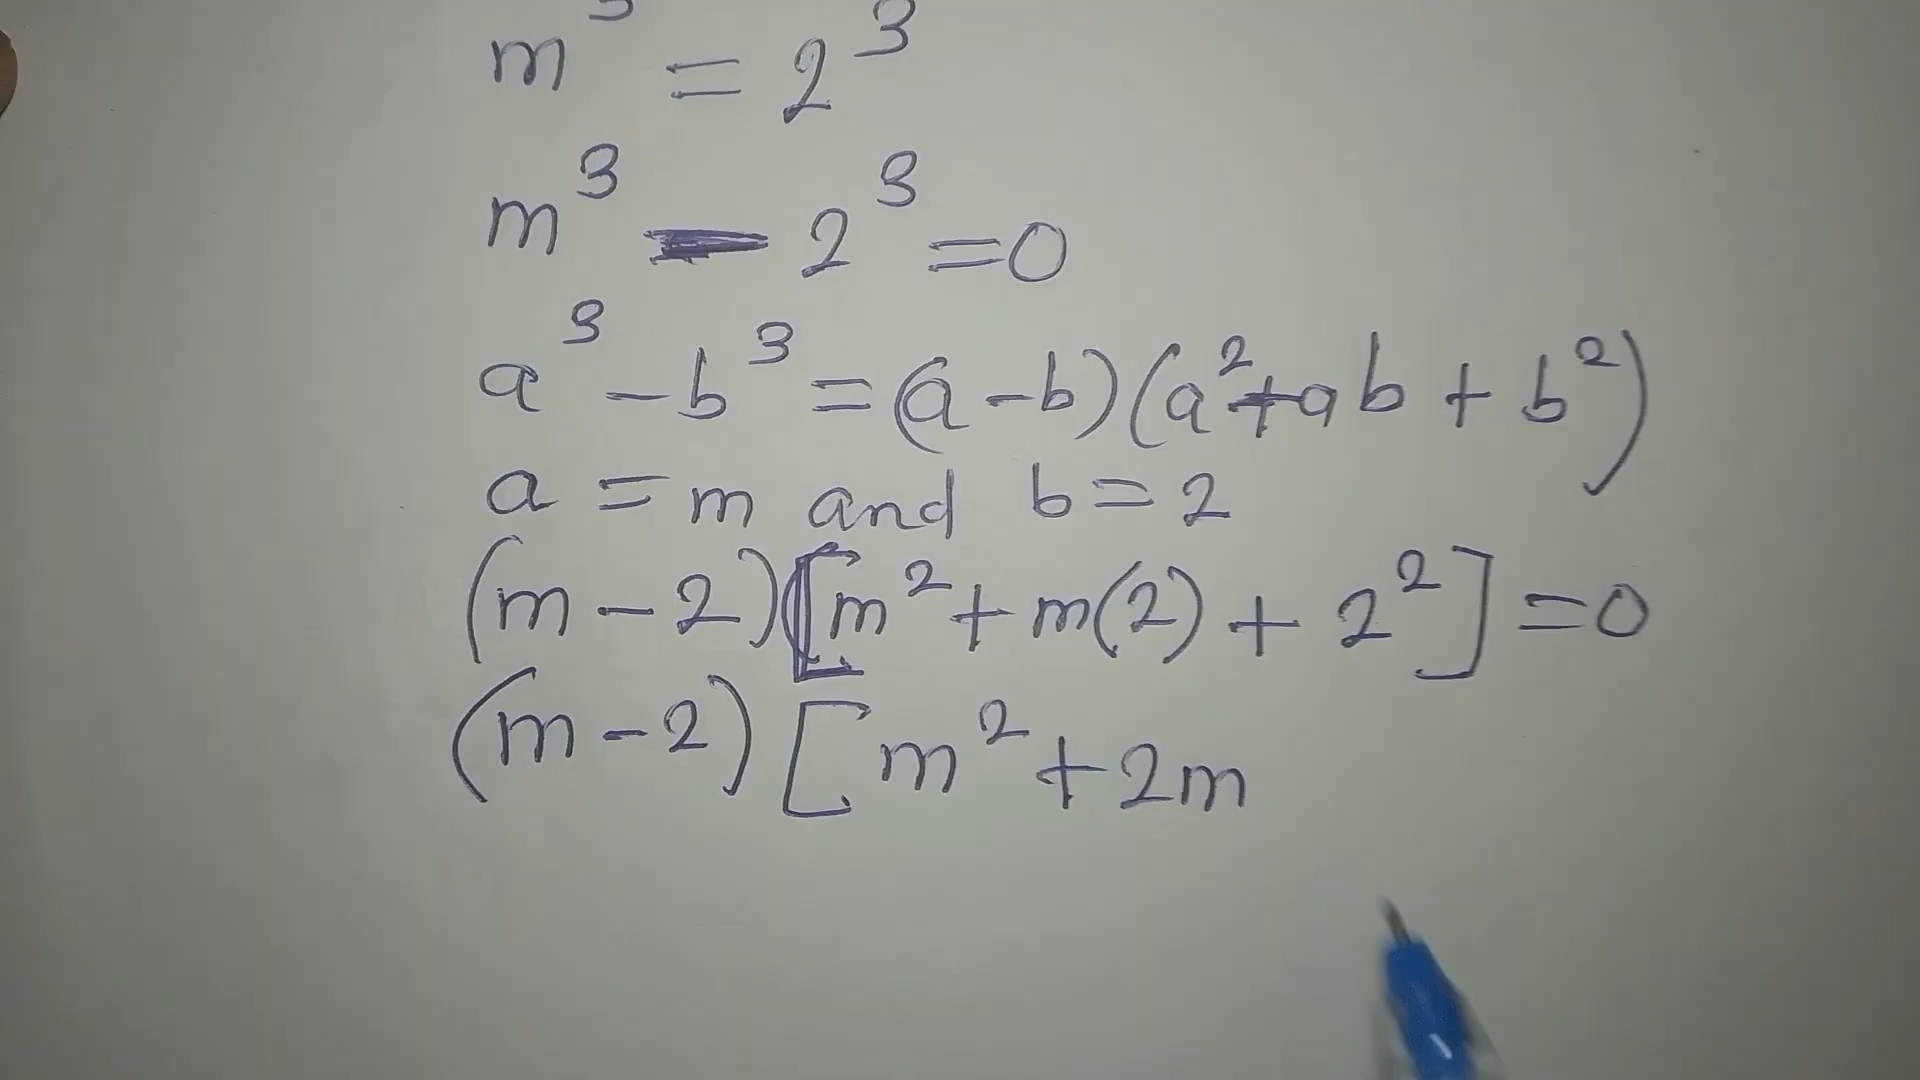 m³ = 2³
m³ - 2³ = 0
a³ - b³ = (a - b)(a² + ab + b²)
a = m and b = 2
(m - 2)[m² + m(2) + 2²] = 0
(m - 2)[m² + 2m